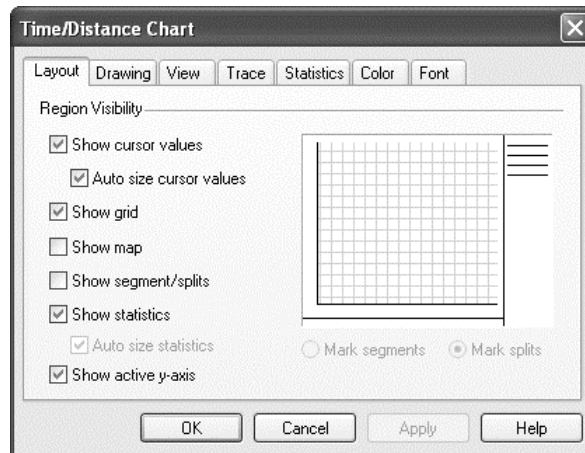 Time/Distance Chart
Layout Drawing View Trace Statistics Color Font
Region Visibility
Show cursor values
Auto size cursor values
Show grid
Show map
Show segment/splits
Show statistics
Auto size statistics
Mark segments Mark splits
Show active y-axis
OK Cancel Apply Help